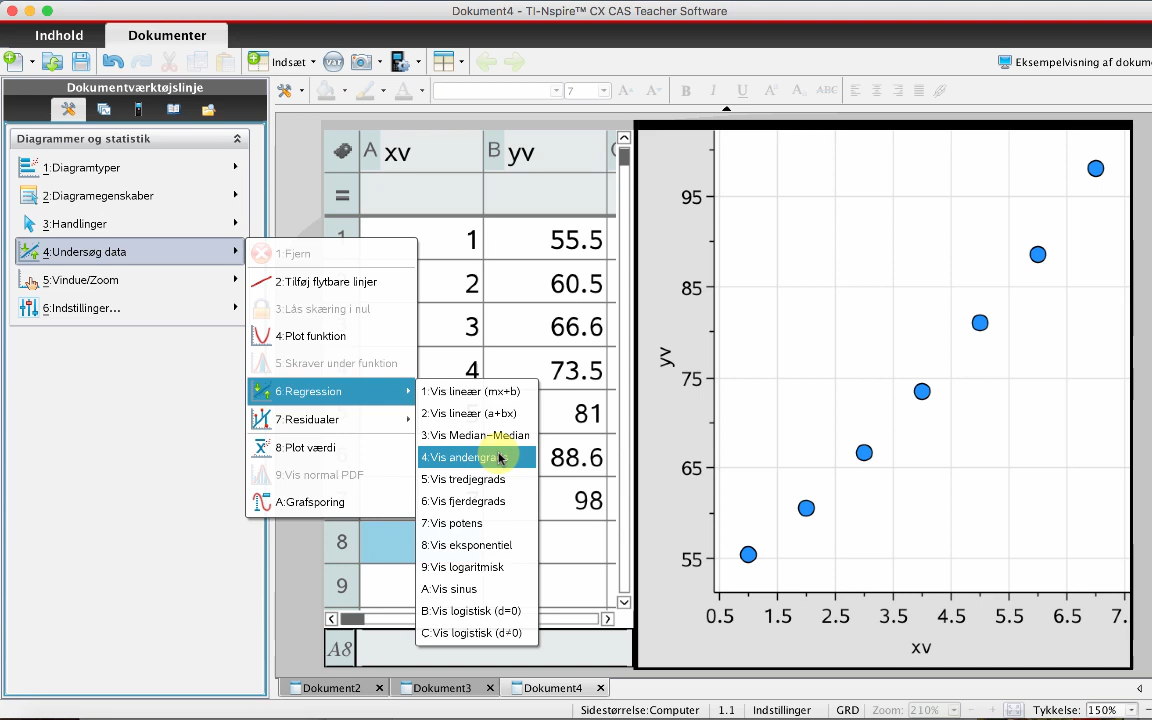 Dokument4 - TI-Nspire™ CX CAS Teacher Software
Indhold
Dokumenter
Indsæt
var
Eksempelvisning af dokum
Dokumentværktøjslinje
7
B I U A A ABC
Diagrammer og statistik
1:Diagramtyper
2:Diagramegenskaber
3:Handlinger
4:Undersøg data
5:Vindue/Zoom
6:Indstillinger...
1:Fjern
2:Tilføj flytbare linjer
3:Lås skæring i nul
4:Plot funktion
5:Skraver under funktion
6:Regression
7:Residualer
8:Plot værdi
9:Vis normal PDF
A:Grafsporing
1:Vis lineær (mx+b)
2:Vis lineær (a+bx)
3:Vis Median-Median
4:Vis andengrads
5:Vis tredjegrads
6:Vis fjerdegrads
7:Vis potens
8:Vis eksponentiel
9:Vis logaritmisk
A:Vis sinus
B:Vis logistisk (d=0)
C:Vis logistisk (d≠0)
A xv B yv
=
1 1 55.5
2 60.5
3 66.6
4 73.5
81
88.6
98
8
9
A8
95
85
75
65
55
yv
0.5 1.5 2.5 3.5 4.5 5.5 6.5 7.
xv
Dokument2 Dokument3 Dokument4
Sidestørrelse:Computer 1.1 Indstillinger GRD Zoom: 210% Tykkelse: 150%